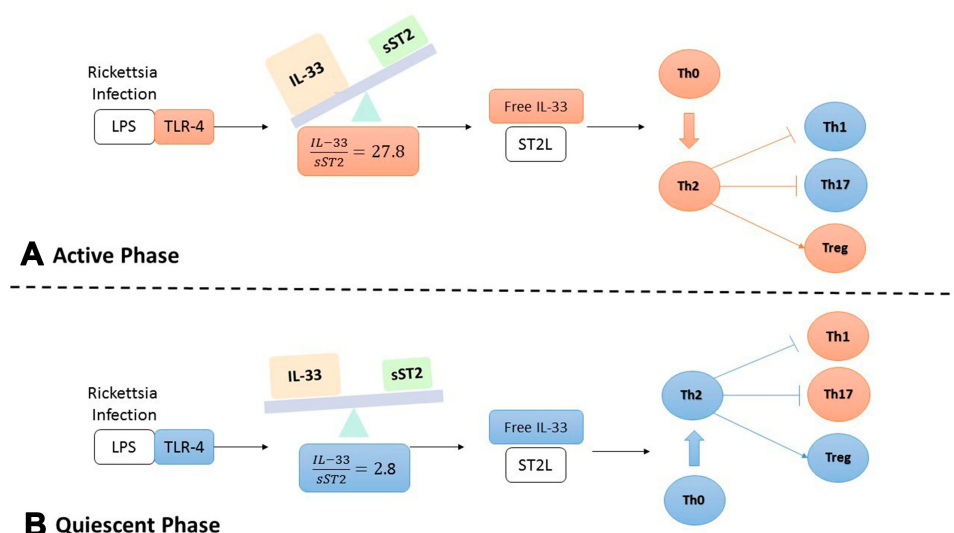 Rickettsia
Infection
LPS TLR-4
IL-33 sST2
IL−33/sST2 = 27.8
Free IL-33
ST2L
Th0
Th2
Th1
Th17
Treg
A Active Phase
Rickettsia
Infection
LPS TLR-4
IL-33 sST2
IL−33/sST2 = 2.8
Free IL-33
ST2L
Th2
Th0
Th1
Th17
Treg
B Quiescent Phase